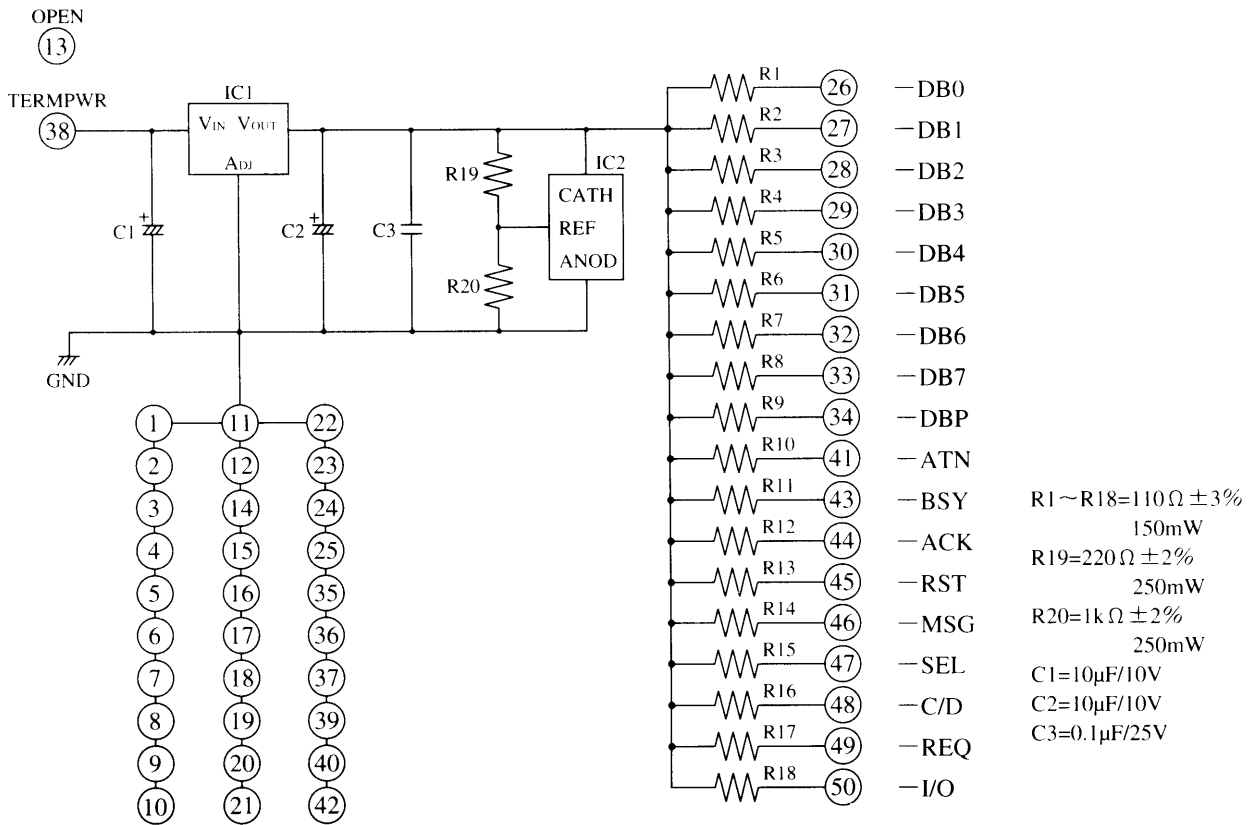 OPEN
13
TERMPWR
38
IC1
VIN VOUT
ADJ
C1
+
C2
+
C3
R19
R20
IC2
CATH
REF
ANOD
GND
1 11 22
2 12 23
3 14 24
4 15 25
5 16 35
6 17 36
7 18 37
8 19 39
9 20 40
10 21 42
R1 26 —DB0
R2 27 —DB1
R3 28 —DB2
R4 29 —DB3
R5 30 —DB4
R6 31 —DB5
R7 32 —DB6
R8 33 —DB7
R9 34 —DBP
R10 41 —ATN
R11 43 —BSY
R12 44 —ACK
R13 45 —RST
R14 46 —MSG
R15 47 —SEL
R16 48 —C/D
R17 49 —REQ
R18 50 —I/O
R1~R18=110Ω±3%
150mW
R19=220Ω±2%
250mW
R20=1kΩ±2%
250mW
C1=10μF/10V
C2=10μF/10V
C3=0.1μF/25V